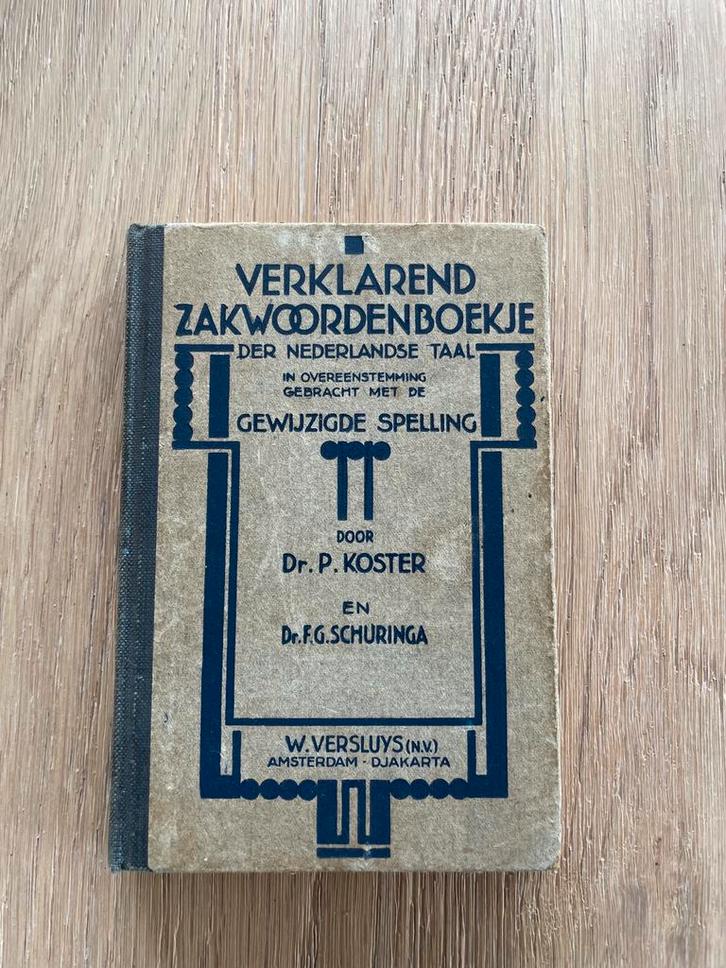 VERKLAREND
ZAKWOORDENBOEKJE
DER NEDERLANDSE TAAL
IN OVEREENSTEMMING
GEBRACHT MET DE
GEWIJZIGDE SPELLING
DOOR
Dr. P. KOSTER
EN
Dr. F.G. SCHURINGA
W. VERSLUYS (N.V.)
AMSTERDAM - DJAKARTA